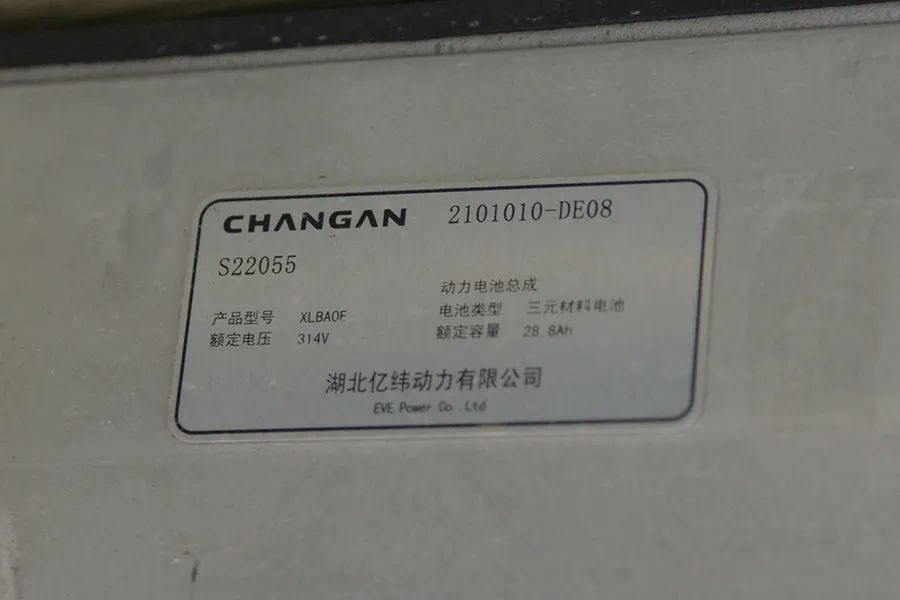 CHANGAN 2101010-DE08
S22055
动力电池总成
产品型号 XLBA0F 电池类型 三元材料电池
额定电压 314V 额定容量 28.8Ah
湖北亿纬动力有限公司
EVE Power Co.,Ltd